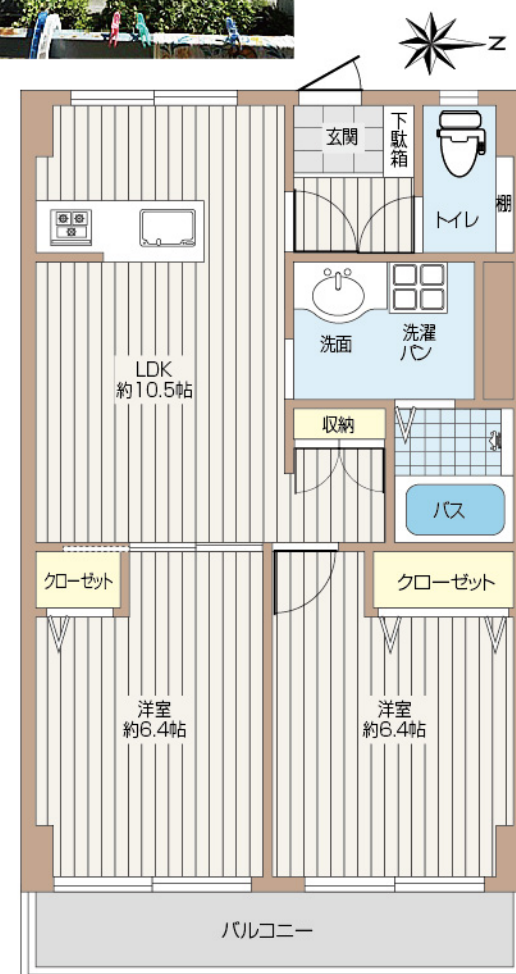 Z
玄関
下駄箱
トイレ
棚
洗面
洗濯
パン
LDK
約10.5帖
収納
バス
クローゼット
クローゼット
洋室
約6.4帖
洋室
約6.4帖
バルコニー